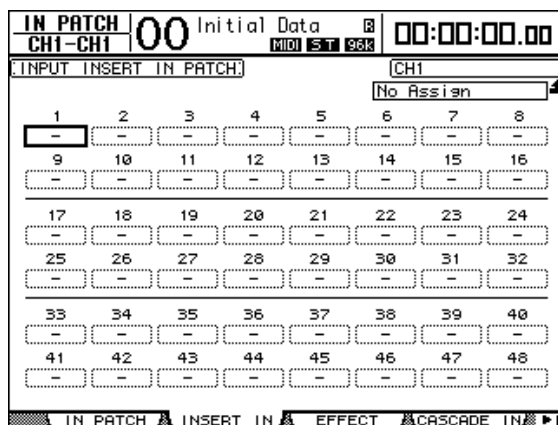 IN PATCH 00 Initial Data R 00:00:00.00
CH1-CH1 MIDI ST 96k
INPUT INSERT IN PATCH CH1
No Assign
1 2 3 4 5 6 7 8
- - - - - - - -
9 10 11 12 13 14 15 16
- - - - - - - -
17 18 19 20 21 22 23 24
- - - - - - - -
25 26 27 28 29 30 31 32
- - - - - - - -
33 34 35 36 37 38 39 40
- - - - - - - -
41 42 43 44 45 46 47 48
- - - - - - - -
IN PATCH INSERT IN EFFECT CASCADE IN